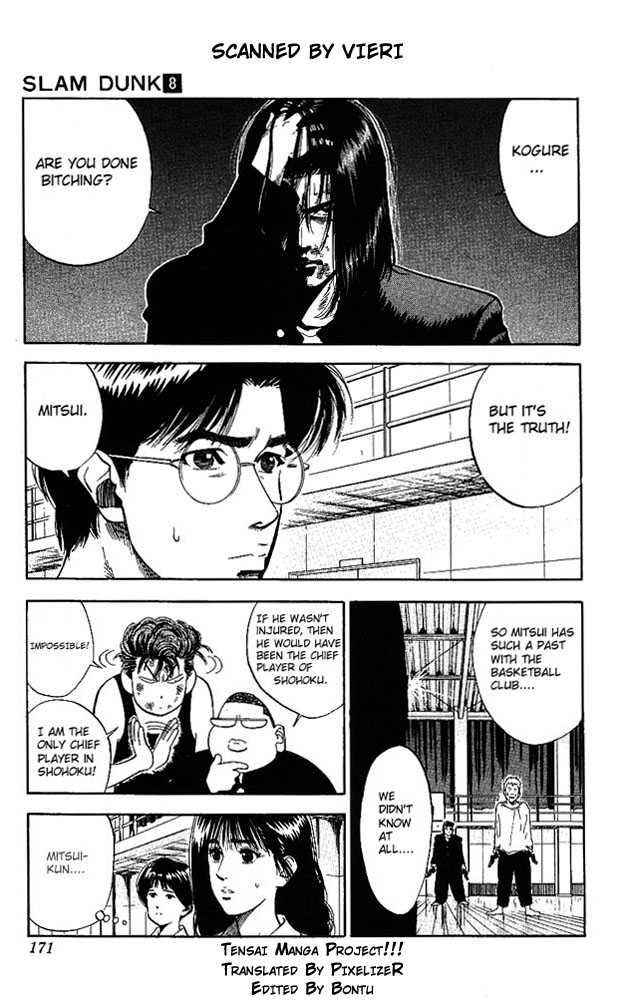 SCANNED BY VIERI
SLAM DUNK 8
KOGURE
...
ARE YOU DONE
BITCHING?
BUT IT'S
THE TRUTH!
MITSUI.
SO MITSUI HAS
SUCH A PAST
WITH THE
BASKETBALL
CLUB....
WE
DIDN'T
KNOW
AT
ALL....
IF HE WASN'T
INJURED, THEN
HE WOULD HAVE
BEEN THE CHIEF
PLAYER OF
SHOHOKU.
IMPOSSIBLE!
I AM THE
ONLY CHIEF
PLAYER IN
SHOHOKU!
MITSUI-
KUN....
171
TENSAI MANGA PROJECT!!!
TRANSLATED BY PIXELIZER
EDITED BY BONTU